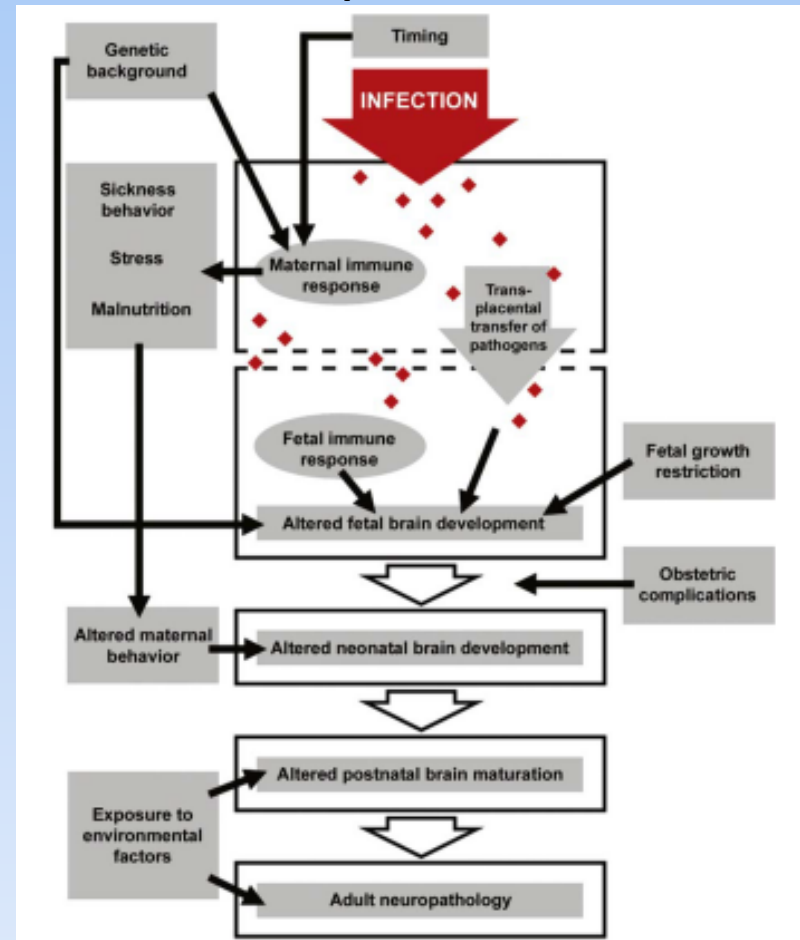 Timing
Genetic
background
INFECTION
Sickness
behavior
Stress
Malnutrition
Maternal immune
response
Trans-
placental
transfer of
pathogens
Fetal immune
response
Fetal growth
restriction
Altered fetal brain development
Obstetric
complications
Altered maternal
behavior
Altered neonatal brain development
Altered postnatal brain maturation
Exposure to
environmental
factors
Adult neuropathology